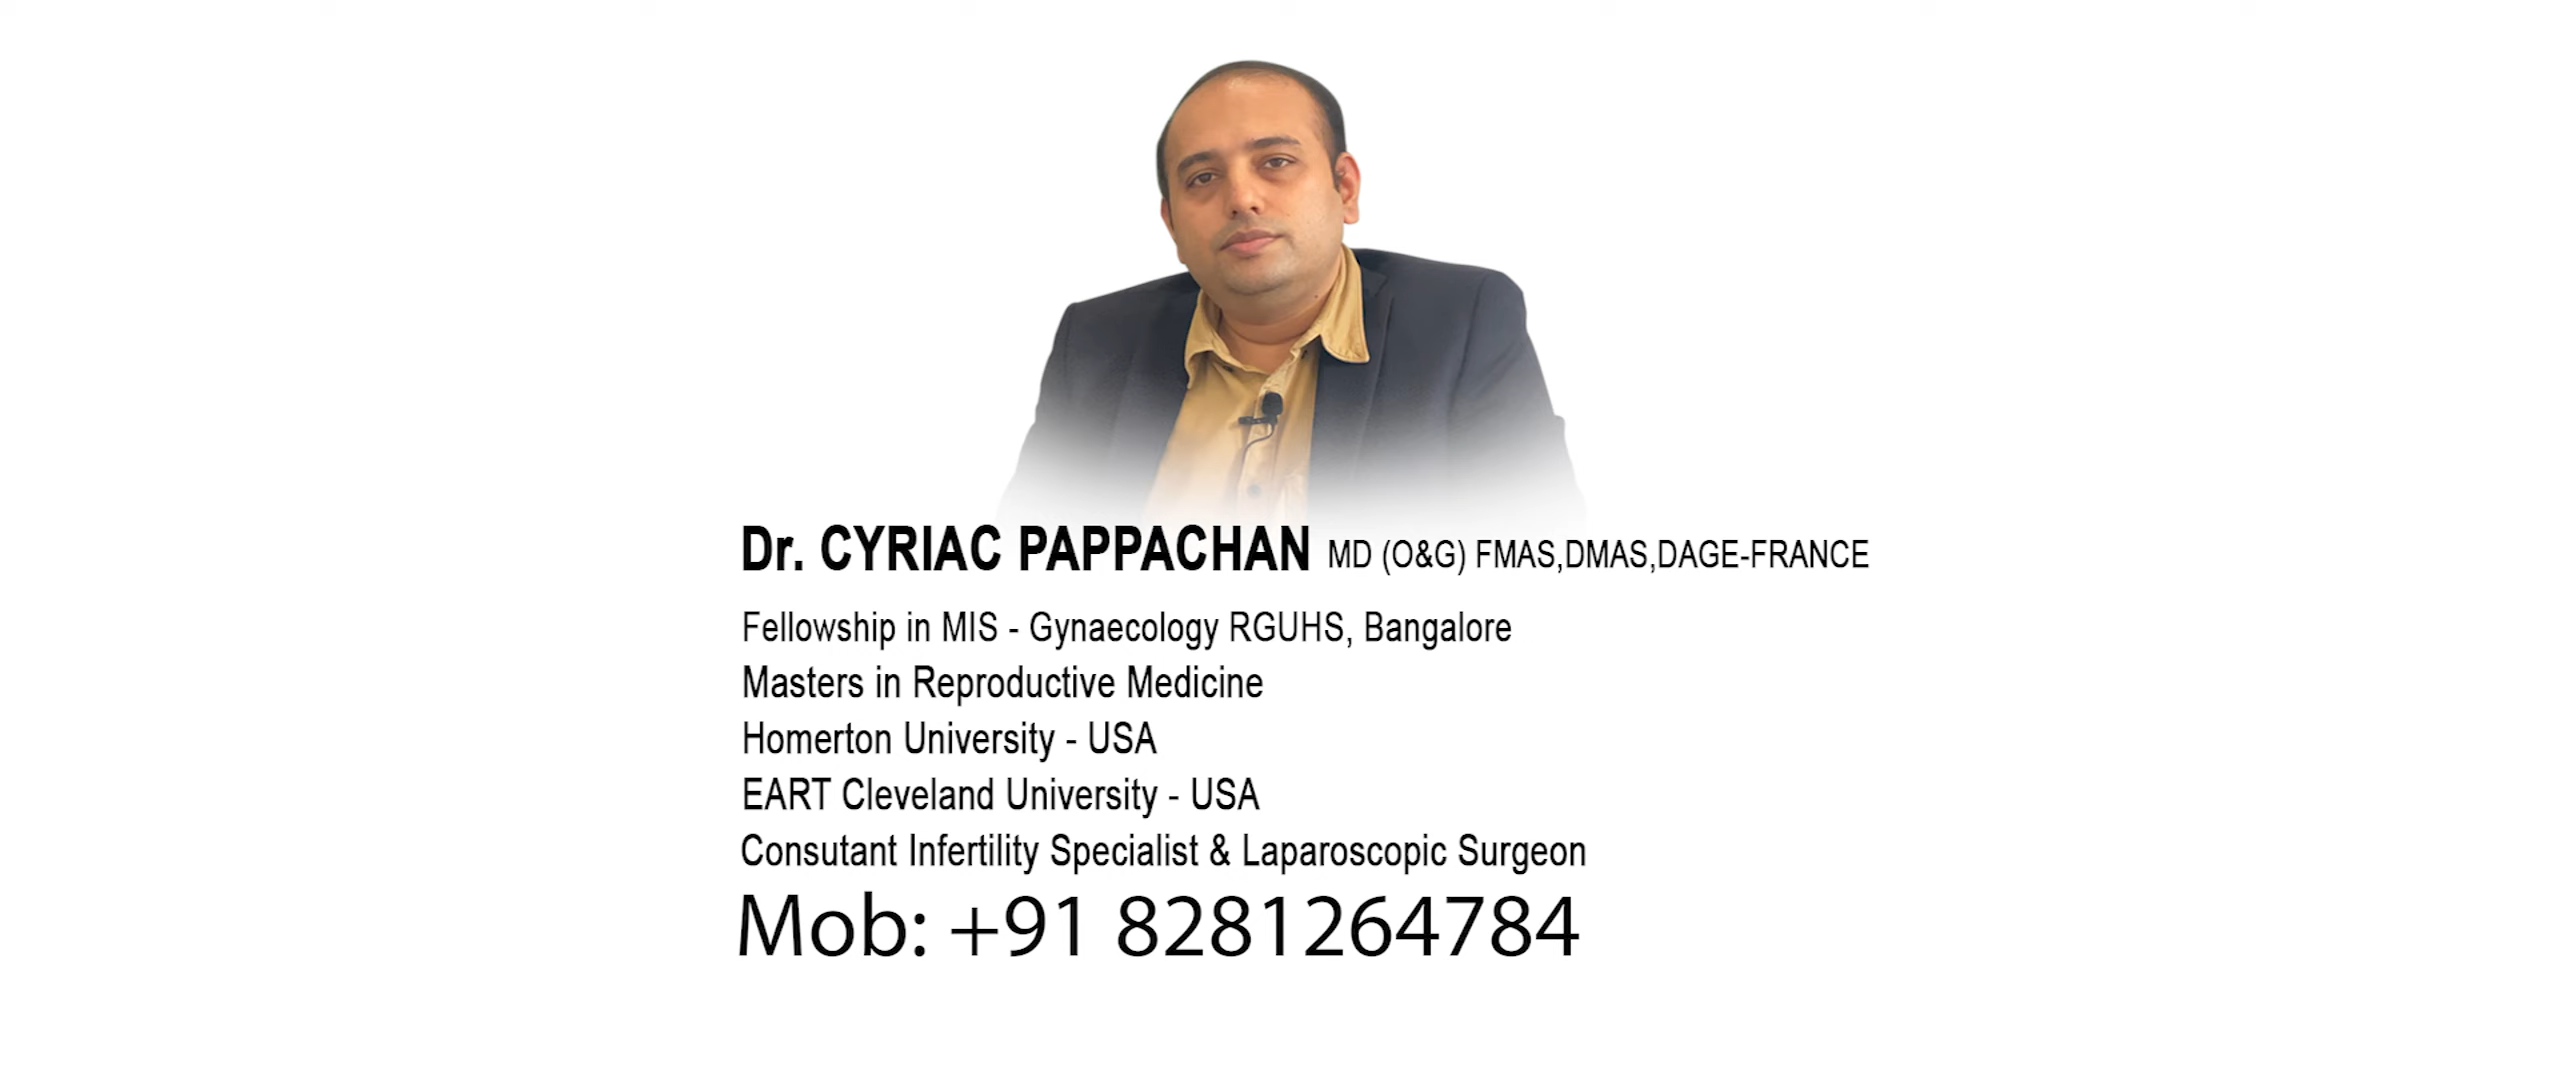 Dr. CYRIAC PAPPACHAN MD (O&G) FMAS,DMAS,DAGE-FRANCE
Fellowship in MIS - Gynaecology RGUHS, Bangalore
Masters in Reproductive Medicine
Homerton University - USA
EART Cleveland University - USA
Consutant Infertility Specialist & Laparoscopic Surgeon
Mob: +91 8281264784